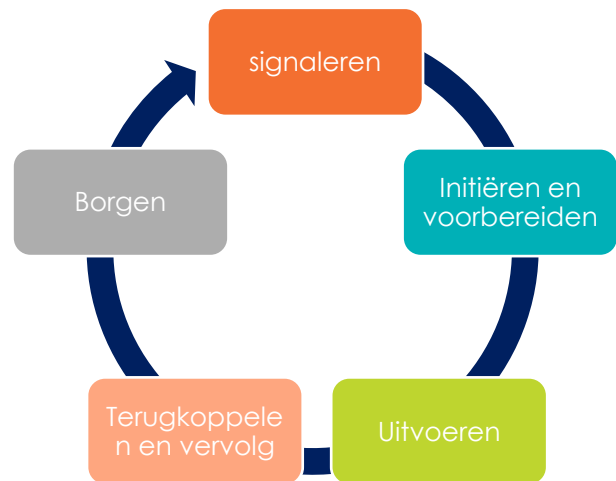 signaleren
Initiëren en
voorbereiden
Uitvoeren
Terugkoppele
n en vervolg
Borgen